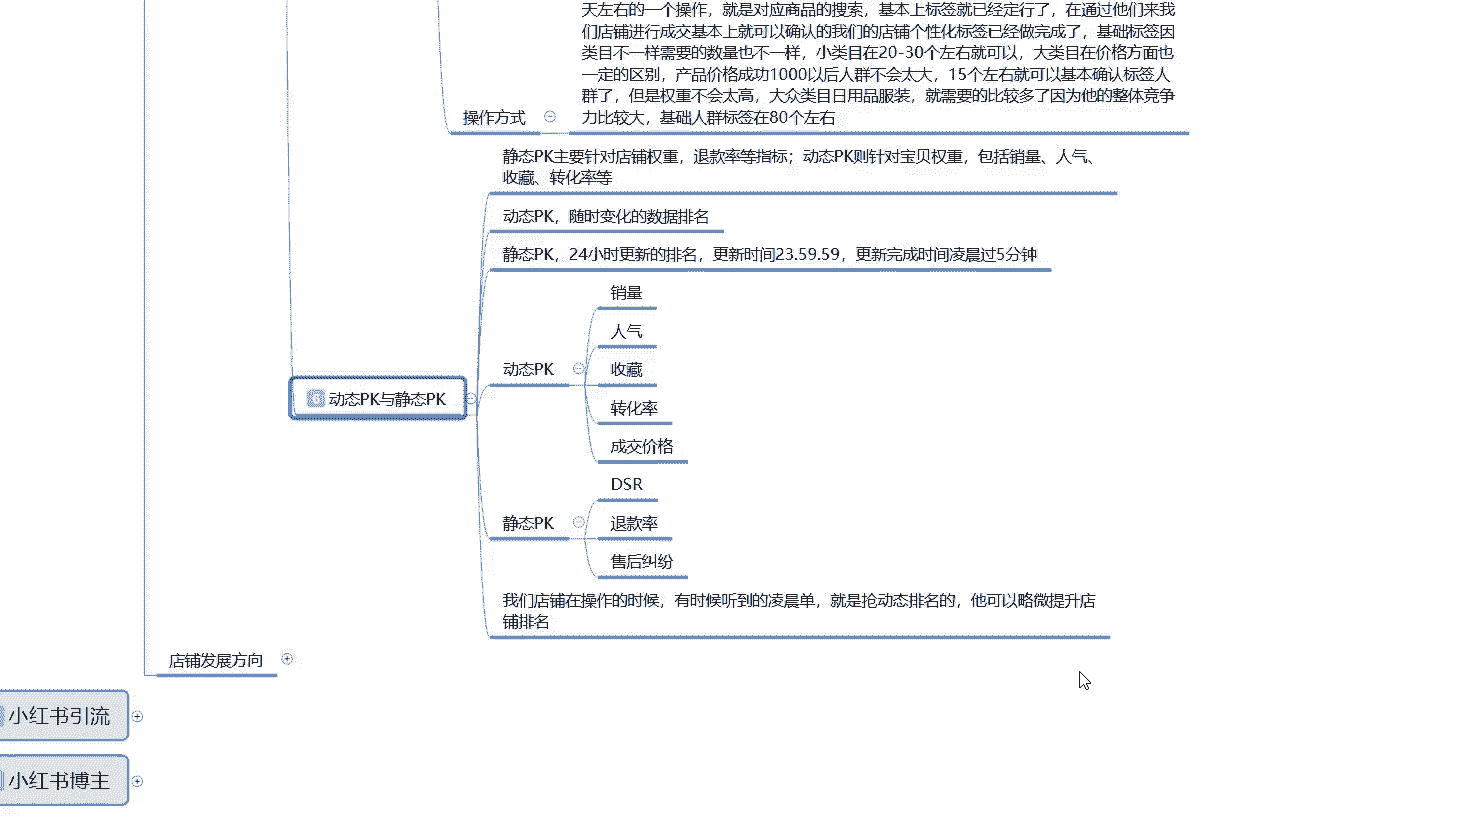 天左右的一个操作，就是对应商品的搜索，基本上标签就已经定行了，在通过他们来我
们店铺进行成交基本上就可以确认的我们的店铺个性化标签已经做完成了，基础标签因
类目不一样需要的数量也不一样，小类目在20-30个左右就可以，大类目在价格方面也
一定的区别，产品价格成功1000以后人群不会太大，15个左右就可以基本确认标签人
群了，但是权重不会太高，大众类目日用品服装，就需要的比较多了因为他的整体竞争
力比较大，基础人群标签在80个左右
操作方式
静态PK主要针对店铺权重，退款率等指标；动态PK则针对宝贝权重，包括销量、人气、
收藏、转化率等
动态PK，随时变化的数据排名
静态PK，24小时更新的排名，更新时间23.59.59，更新完成时间凌晨过5分钟
动态PK与静态PK
动态PK
销量
人气
收藏
转化率
成交价格
静态PK
DSR
退款率
售后纠纷
我们店铺在操作的时候，有时候听到的凌晨单，就是抢动态排名的，他可以略微提升店
铺排名
店铺发展方向
小红书引流
小红书博主